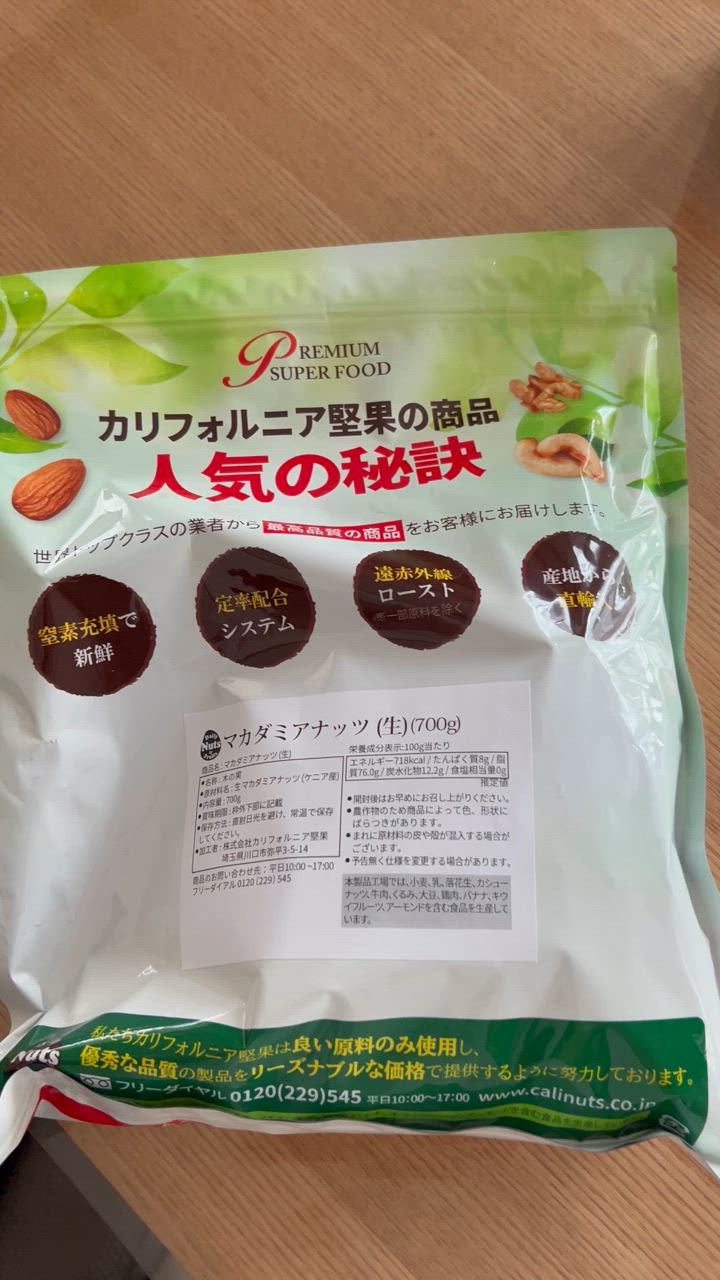 PREMIUM
SUPER FOOD
カリフォルニア堅果の商品
人気の秘訣
世界トップクラスの業者から最高品質の商品をお客様にお届けします。
窒素充填で
新鮮
定率配合
システム
遠赤外線
ロースト
※一部原料を除く
産地から
直輸入
Daily
Nuts
マカダミアナッツ (生)(700g)
商品名:マカダミアナッツ(生)
●名称:木の実
●原材料名:生マカダミアナッツ(ケニア産)
●内容量:700g
●賞味期限:枠外下部に記載
●保存方法:直射日光を避け、常温で保存
してください。
●加工者:株式会社カリフォルニア堅果
埼玉県川口市弥平3-5-14
商品のお問い合わせ先:平日10:00~17:00
フリーダイアル 0120 (229) 545
栄養成分表示:100g当たり
エネルギー718kcal / たんぱく質8g / 脂
質76.0g / 炭水化物12.2g / 食塩相当量0g
推定値
●開封後はお早めにお召し上がりください。
●農作物のため商品によって色、形状に
ばらつきがあります。
●まれに原材料の皮や殻が混入する場合が
ございます。
●予告無く仕様を変更する場合があります。
本製品工場では、小麦、乳、落花生、カシュー
ナッツ、牛肉、くるみ、大豆、鶏肉、バナナ、キウ
イフルーツ、アーモンドを含む食品を生産して
います。
私たちカリフォルニア堅果は良い原料のみ使用し、
優秀な品質の製品をリーズナブルな価格で提供するように努力しております。
Nuts
フリーダイヤル 0120(229)545 平日10:00~17:00 www.calinuts.co.jp